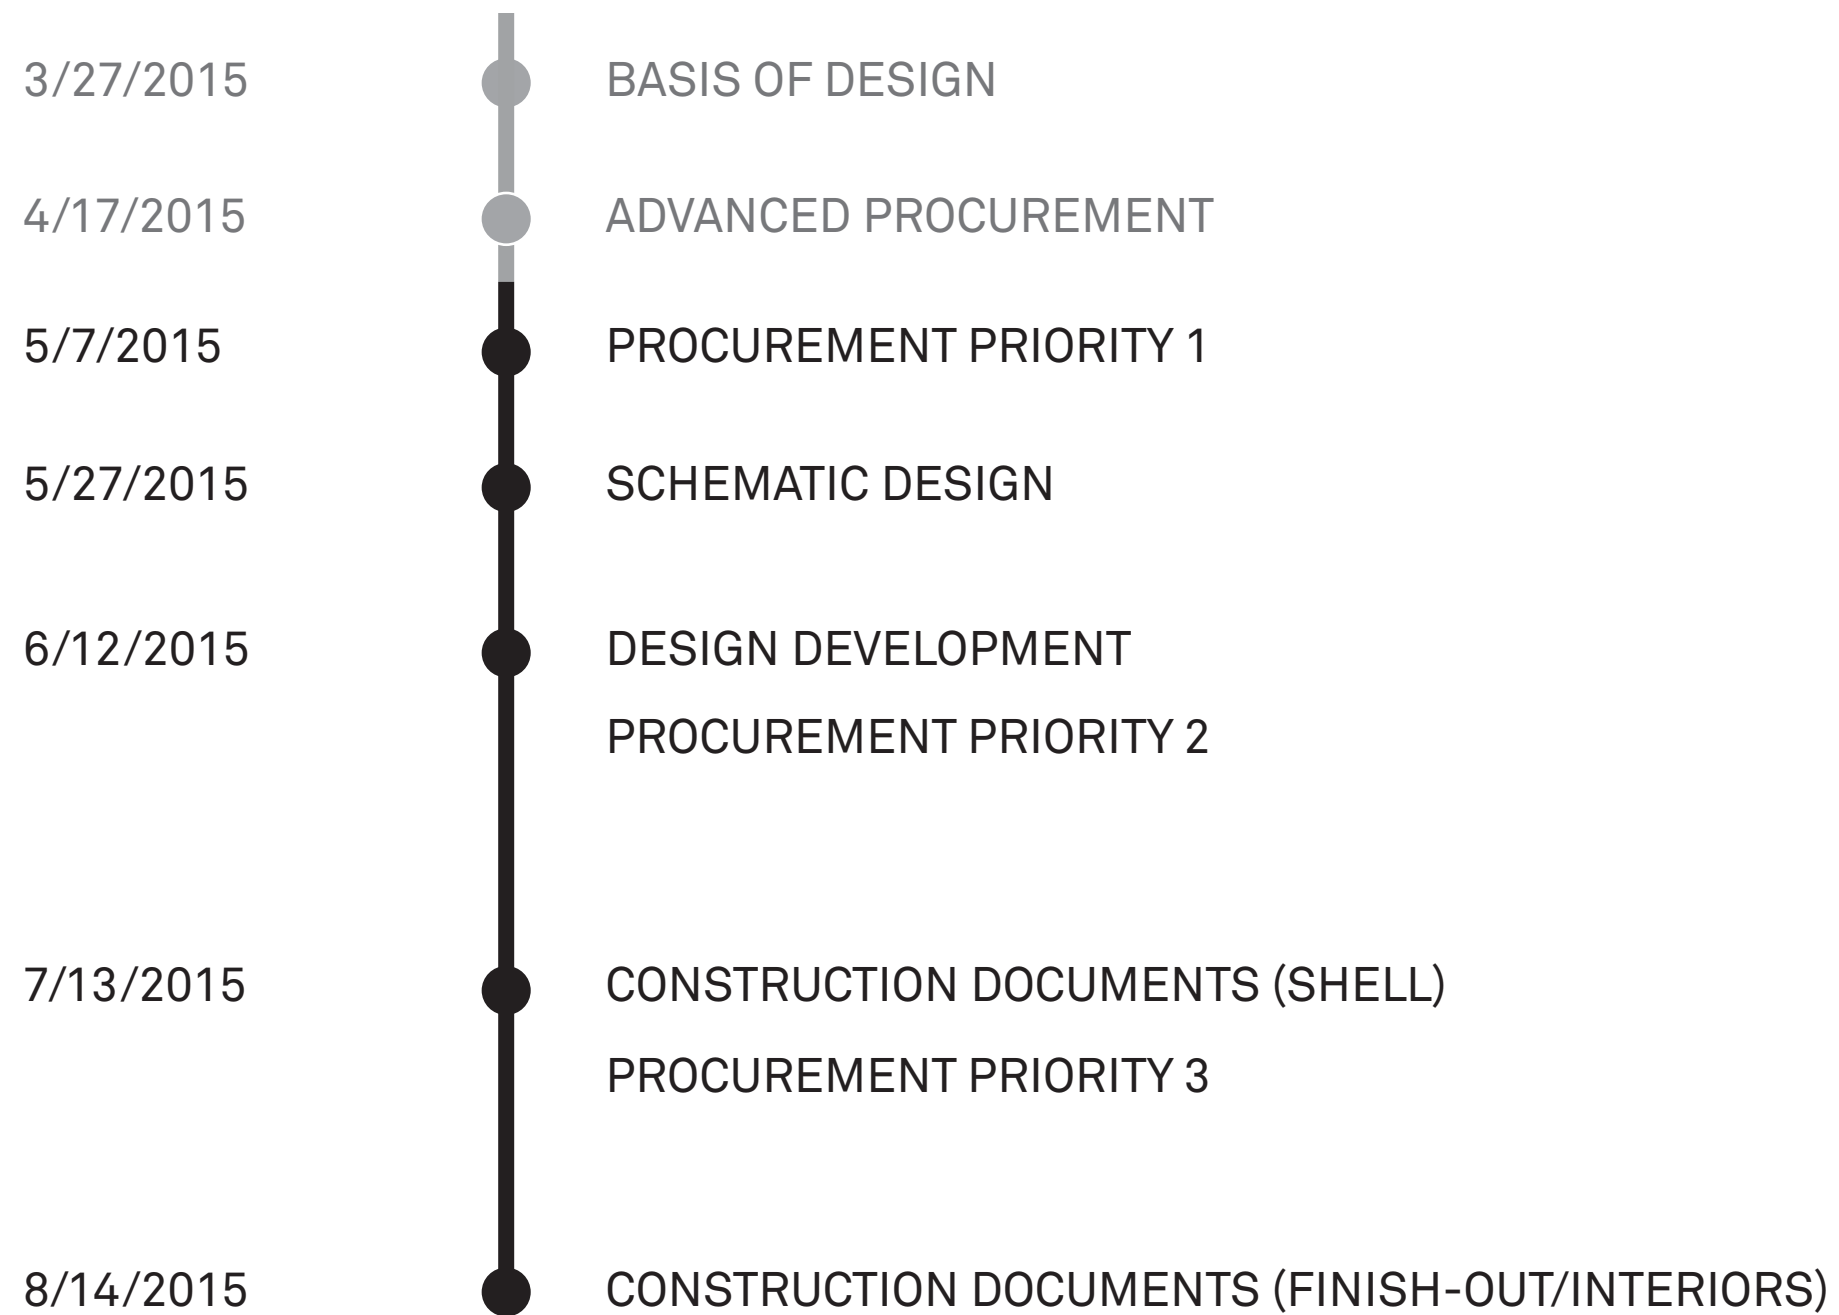 3/27/2015 BASIS OF DESIGN
4/17/2015 ADVANCED PROCUREMENT
5/7/2015 PROCUREMENT PRIORITY 1
5/27/2015 SCHEMATIC DESIGN
6/12/2015 DESIGN DEVELOPMENT
PROCUREMENT PRIORITY 2
7/13/2015 CONSTRUCTION DOCUMENTS (SHELL)
PROCUREMENT PRIORITY 3
8/14/2015 CONSTRUCTION DOCUMENTS (FINISH-OUT/INTERIORS)